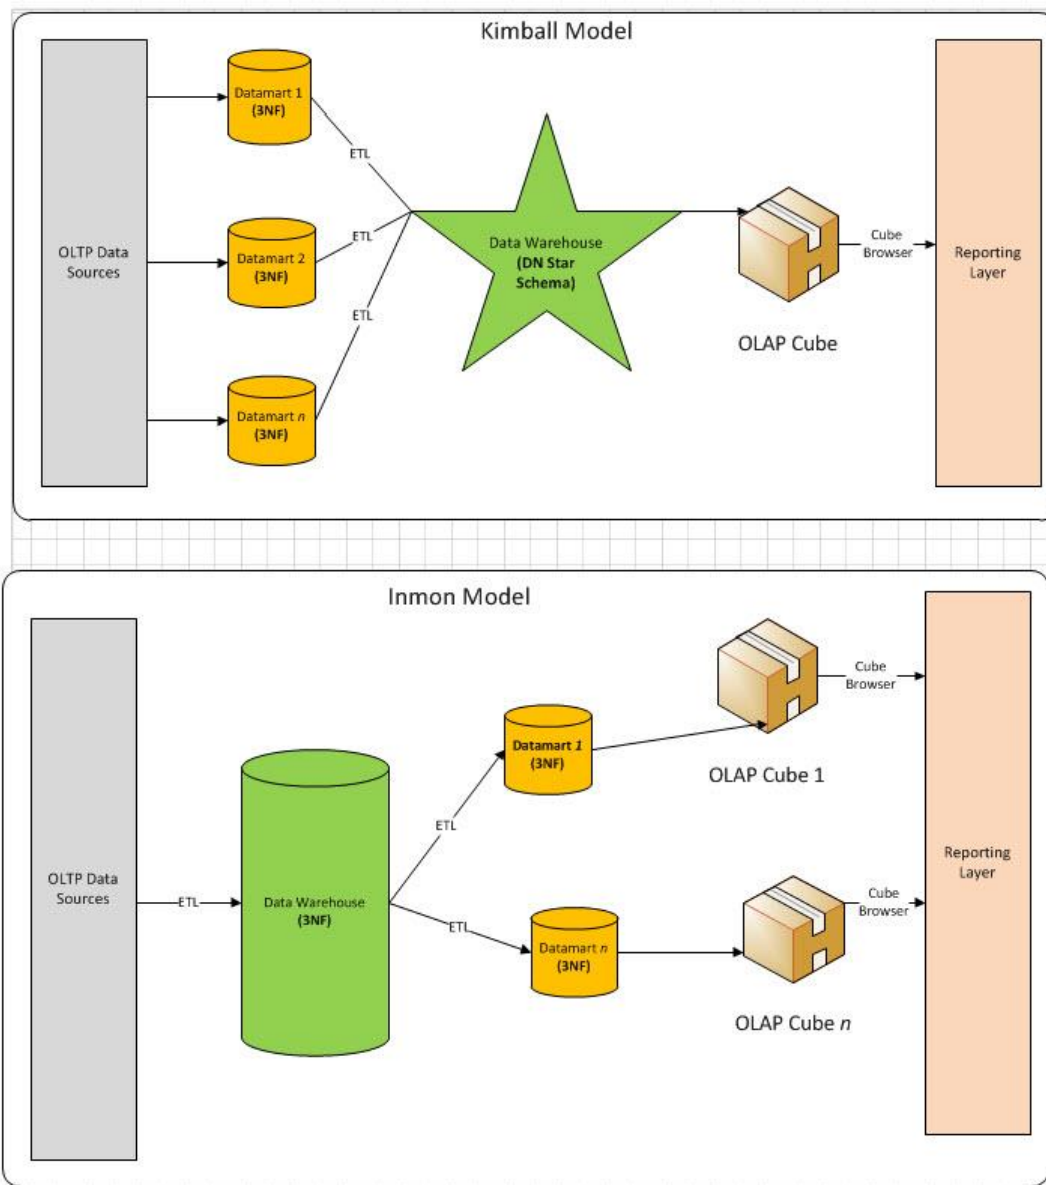 Kimball Model
OLTP Data
Sources
Datamart 1
(3NF)
ETL
Datamart 2
(3NF)
ETL
Datamart n
(3NF)
ETL
Data Warehouse
(DN Star
Schema)
OLAP Cube
Cube
Browser
Reporting
Layer
Inmon Model
OLTP Data
Sources
ETL
Data Warehouse
(3NF)
ETL
Datamart 1
(3NF)
OLAP Cube 1
Cube
Browser
ETL
Datamart n
(3NF)
OLAP Cube n
Cube
Browser
Reporting
Layer